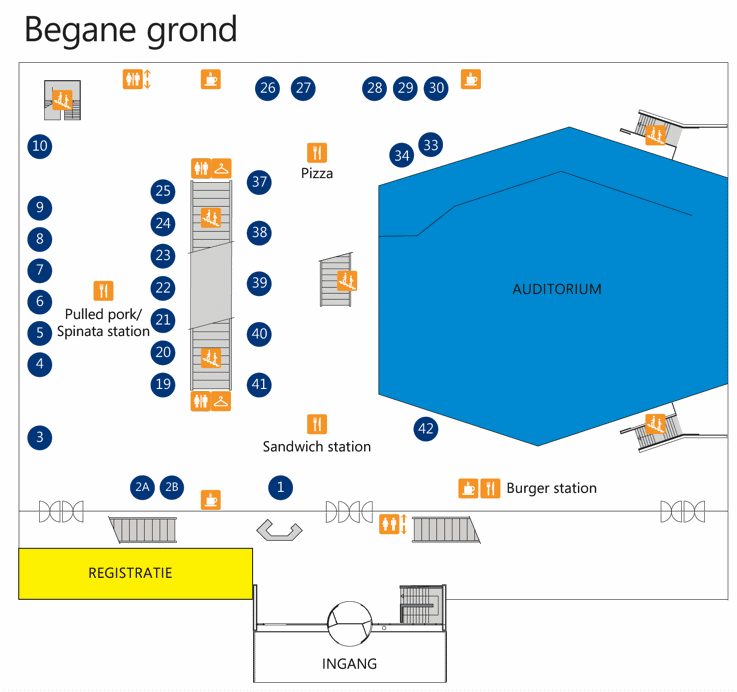 Begane grond
26
27
28
29
30
10
33
34
Pizza
37
25
9
24
38
8
23
7
39
22
AUDITORIUM
6
Pulled pork/
Spinata station
21
5
40
20
4
19
41
42
3
Sandwich station
2A
2B
1
Burger station
REGISTRATIE
INGANG